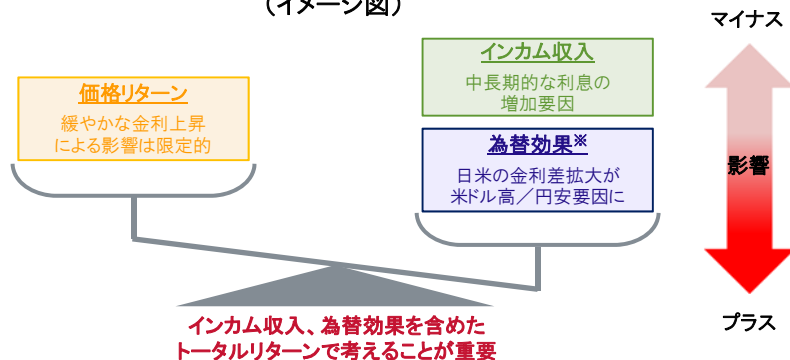 （イメージ図）
マイナス
インカム収入
中長期的な利息の
増加要因
価格リターン
緩やかな金利上昇
による影響は限定的
為替効果※
日米の金利差拡大が
米ドル高／円安要因に
影響
プラス
インカム収入、為替効果を含めた
トータルリターンで考えることが重要